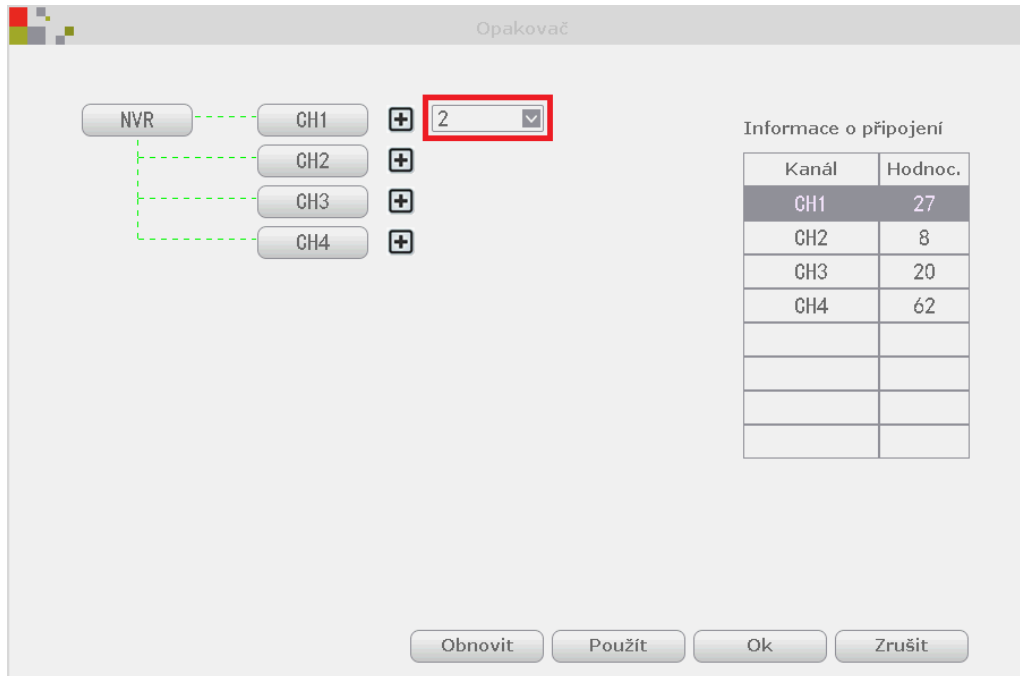 Opakovač
NVR CH1 2
CH2
CH3
CH4
Informace o připojení
Kanál Hodnoc.
CH1 27
CH2 8
CH3 20
CH4 62
Obnovit Použít Ok Zrušit